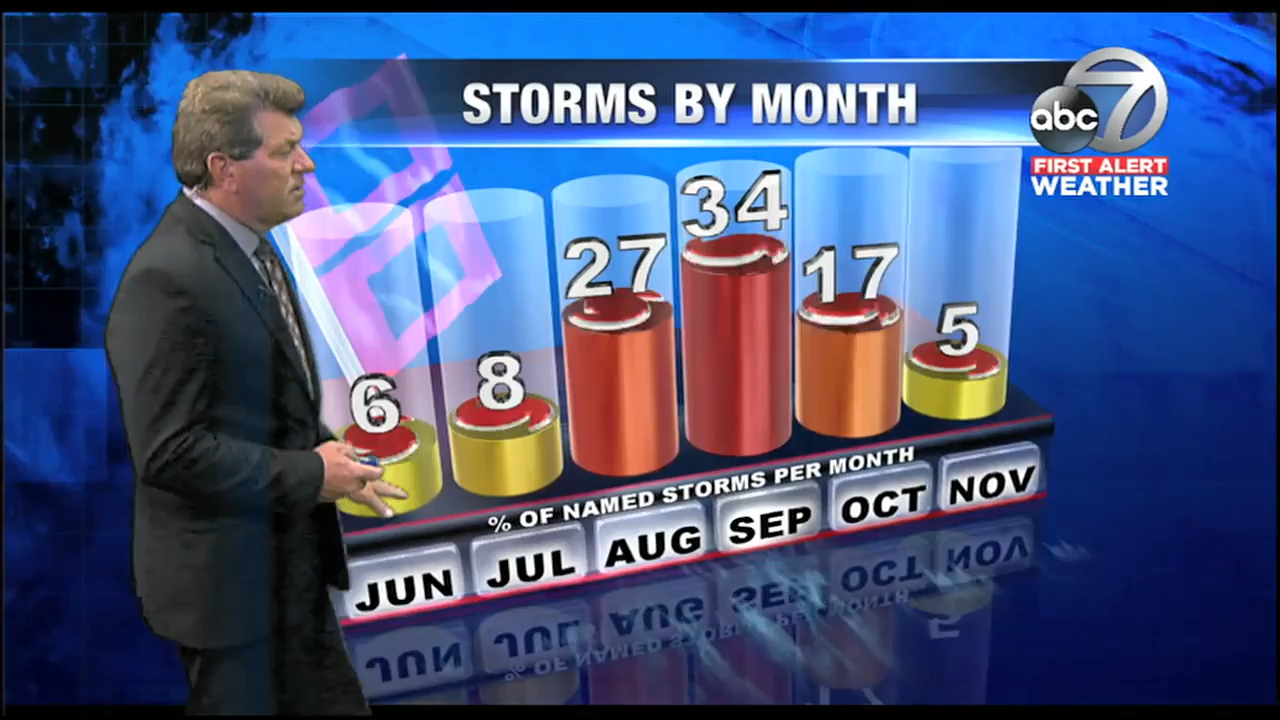 STORMS BY MONTH
abc 7
FIRST ALERT
WEATHER
6
8
27
34
17
5
% OF NAMED STORMS PER MONTH
JUN JUL AUG SEP OCT NOV